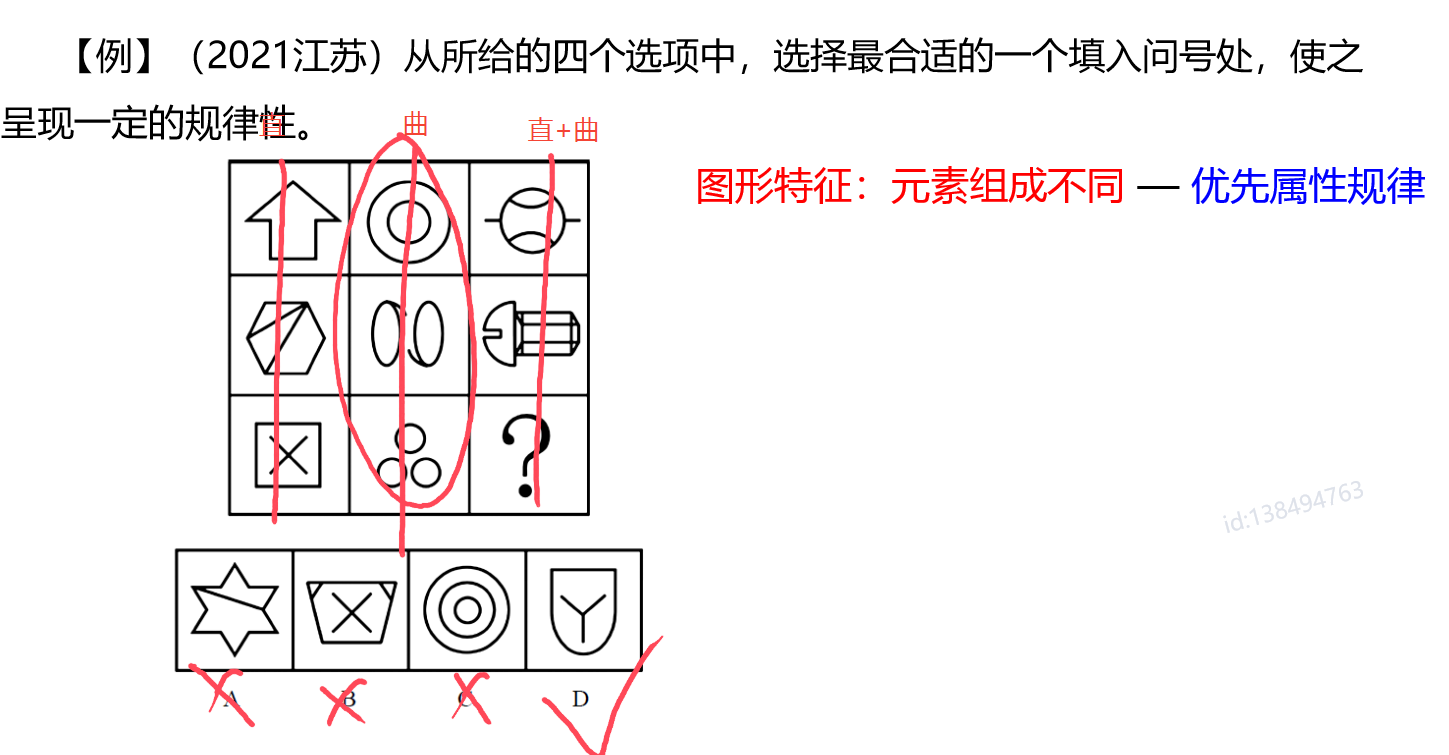 【例】（2021江苏）从所给的四个选项中，选择最合适的一个填入问号处，使之
呈现一定的规律性。
直 曲 直+曲
图形特征：元素组成不同 — 优先属性规律
?
id:138494763
A B C D